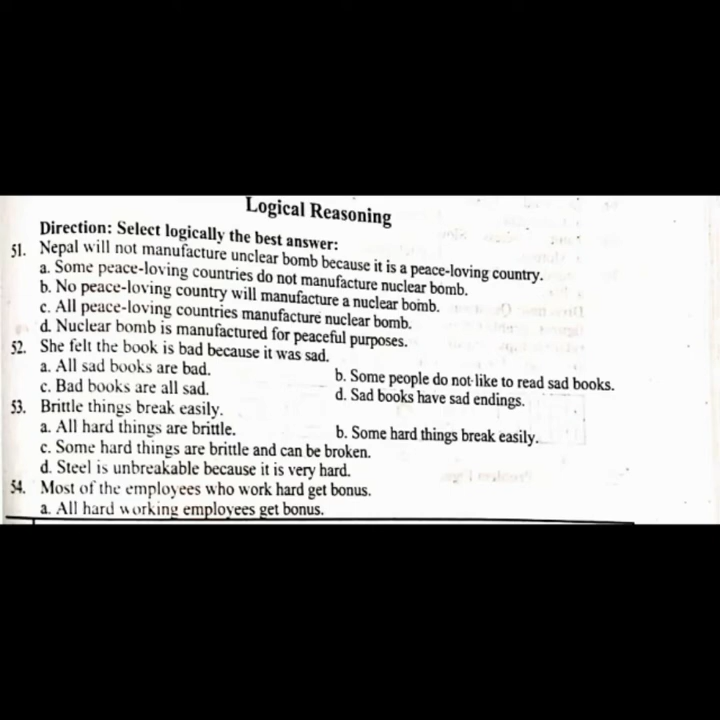 Logical Reasoning
Direction: Select logically the best answer:
51. Nepal will not manufacture unclear bomb because it is a peace-loving country.
a. Some peace-loving countries do not manufacture nuclear bomb.
b. No peace-loving country will manufacture a nuclear bomb.
c. All peace-loving countries manufacture nuclear bomb.
d. Nuclear bomb is manufactured for peaceful purposes.
52. She felt the book is bad because it was sad.
a. All sad books are bad. b. Some people do not like to read sad books.
c. Bad books are all sad. d. Sad books have sad endings.
53. Brittle things break easily.
a. All hard things are brittle. b. Some hard things break easily.
c. Some hard things are brittle and can be broken.
d. Steel is unbreakable because it is very hard.
54. Most of the employees who work hard get bonus.
a. All hard working employees get bonus.